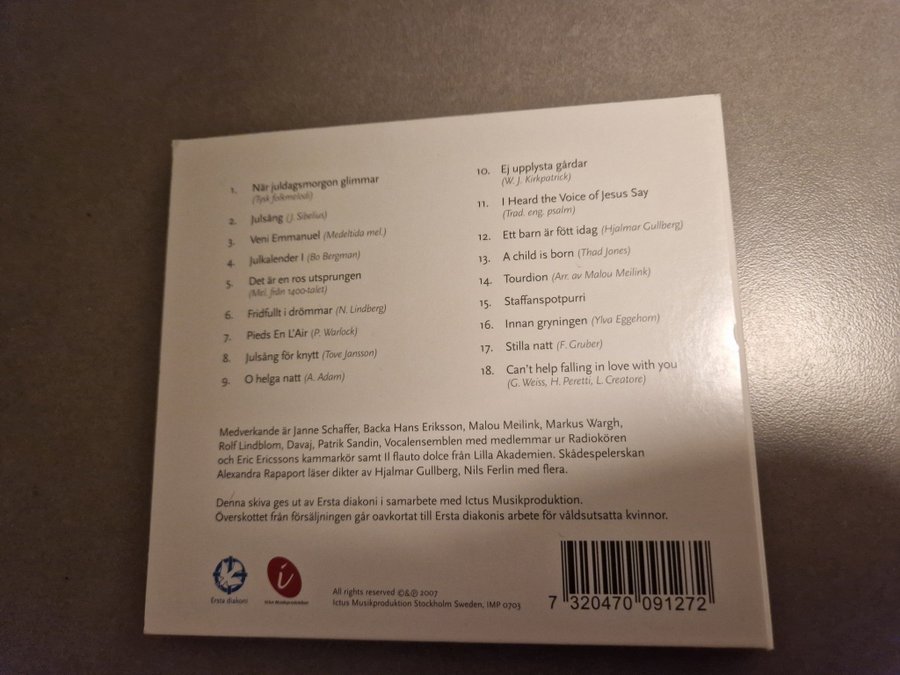 1. När juldagsmorgon glimmar
(Tysk folkmelodi)
2. Julsång (J. Sibelius)
3. Veni Emmanuel (Medeltida mel.)
4. Julkalender I (Bo Bergman)
5. Det är en ros utsprungen
(Mel. från 1400-talet)
6. Fridfullt i drömmar (N. Lindberg)
7. Pieds En L'Air (P. Warlock)
8. Julsång för knytt (Tove Jansson)
9. O helga natt (A. Adam)
10. Ej upplysta gårdar
(W. J. Kirkpatrick)
11. I Heard the Voice of Jesus Say
(Trad. eng. psalm)
12. Ett barn är fött idag (Hjalmar Gullberg)
13. A child is born (Thad Jones)
14. Tourdion (Arr. av Malou Meilink)
15. Staffanspotpurri
16. Innan gryningen (Ylva Eggehorn)
17. Stilla natt (F. Gruber)
18. Can't help falling in love with you
(G. Weiss, H. Peretti, L. Creatore)
Medverkande är Janne Schaffer, Backa Hans Eriksson, Malou Meilink, Markus Wargh,
Rolf Lindblom, Davaj, Patrik Sandin, Vocalensemblen med medlemmar ur Radiokören
och Eric Ericssons kammarkör samt Il flauto dolce från Lilla Akademien. Skådespelerskan
Alexandra Rapaport läser dikter av Hjalmar Gullberg, Nils Ferlin med flera.
Denna skiva ges ut av Ersta diakoni i samarbete med Ictus Musikproduktion.
Överskottet från försäljningen går oavkortat till Ersta diakonis arbete för våldsutsatta kvinnor.
Ersta diakoni
i
Ictus Musikproduktion
All rights reserved ©&℗ 2007
Ictus Musikproduktion Stockholm Sweden, IMP 0703
7 320470 091272